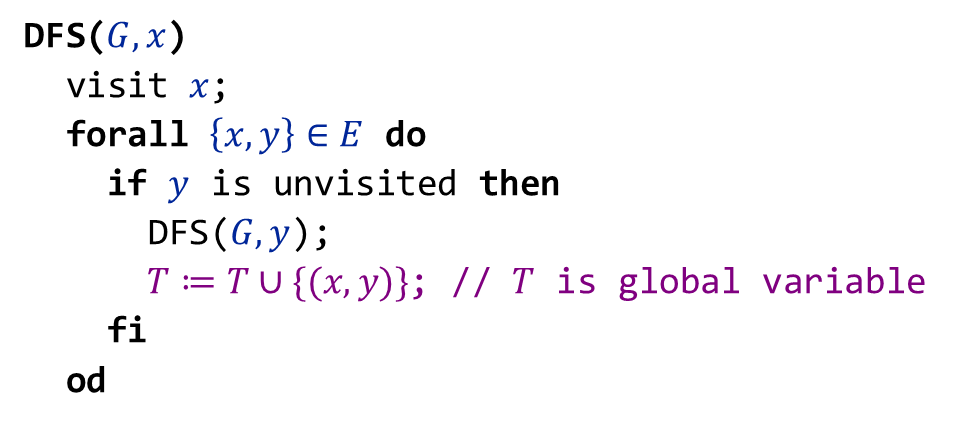 DFS(G,x)
visit x;
forall {x,y} ∈ E do
if y is unvisited then
DFS(G,y);
T ≔ T ∪ {(x,y)}; // T is global variable
fi
od